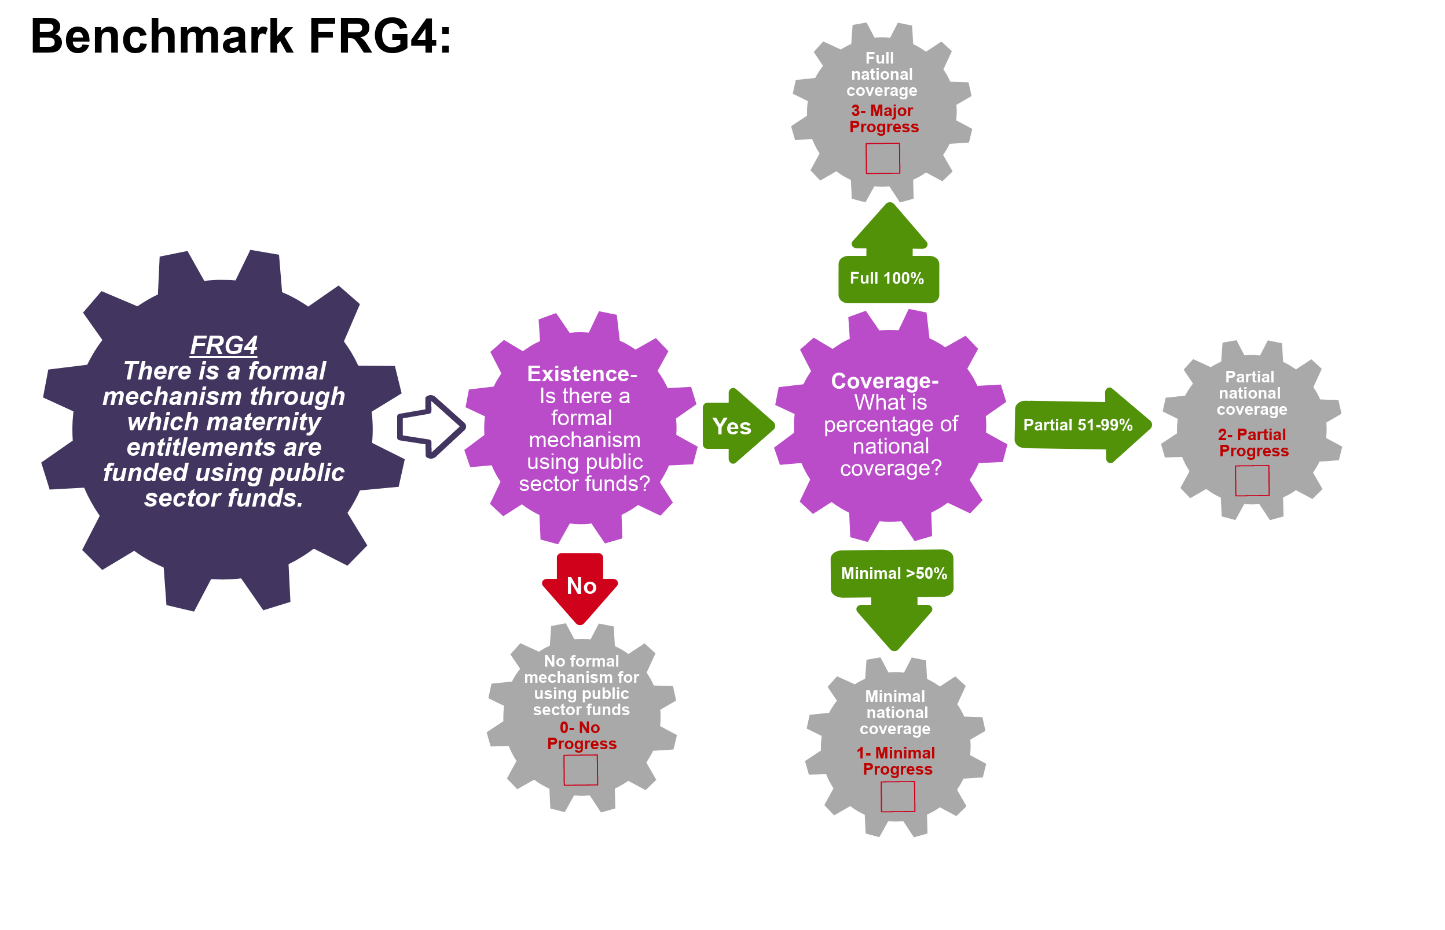 Benchmark FRG4:
FRG4
There is a formal
mechanism through
which maternity
entitlements are
funded using public
sector funds.
Existence-
Is there a
formal
mechanism
using public
sector funds?
Yes
No
No formal
mechanism for
using public
sector funds
0- No
Progress
Coverage-
What is
percentage of
national
coverage?
Full 100%
Full
national
coverage
3- Major
Progress
Partial 51-99%
Partial
national
coverage
2- Partial
Progress
Minimal >50%
Minimal
national
coverage
1- Minimal
Progress